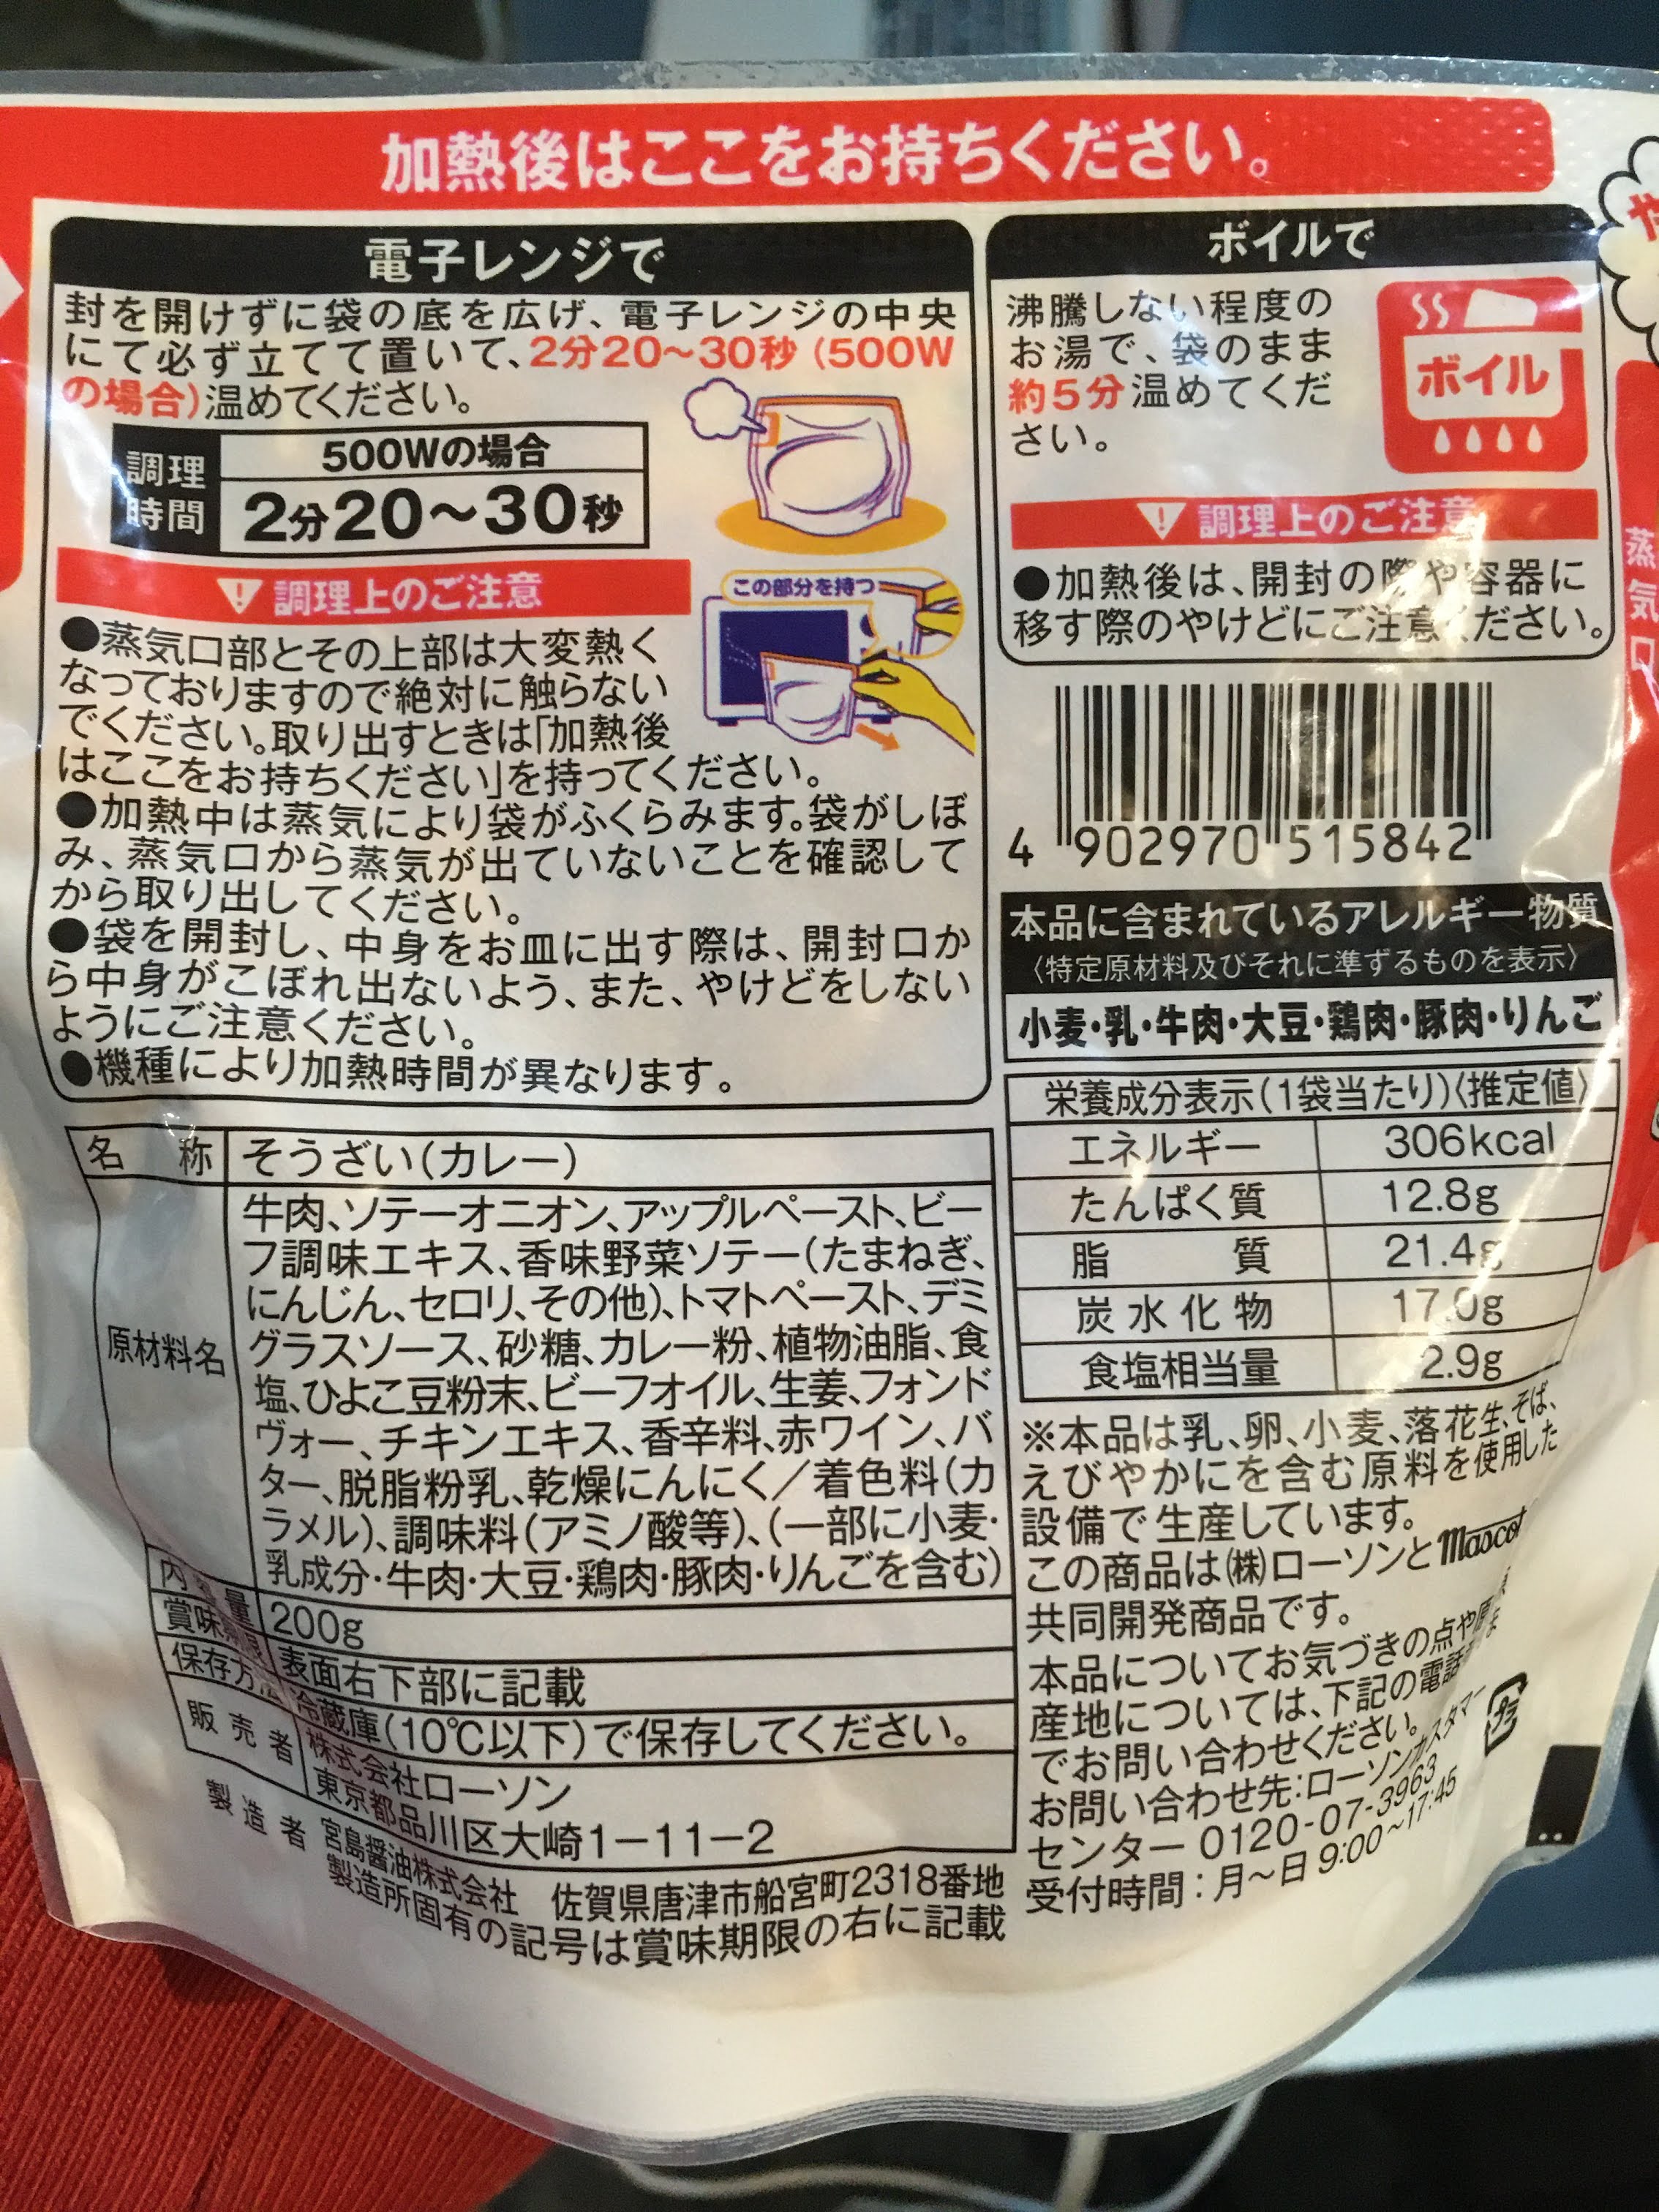 加熱後はここをお持ちください。
電子レンジで
封を開けずに袋の底を広げ、電子レンジの中央
にて必ず立てて置いて、2分20〜30秒（500W
の場合）温めてください。
調理
時間
500Wの場合
2分20〜30秒
調理上のご注意
この部分を持つ
●蒸気口部とその上部は大変熱く
なっておりますので絶対に触らない
でください。取り出すときは「加熱後
はここをお持ちください」を持ってください。
●加熱中は蒸気により袋がふくらみます。袋がしぼ
み、蒸気口から蒸気が出ていないことを確認して
から取り出してください。
●袋を開封し、中身をお皿に出す際は、開封口か
ら中身がこぼれ出ないよう、また、やけどをしない
ようにご注意ください。
●機種により加熱時間が異なります。
ボイルで
沸騰しない程度の
お湯で、袋のまま
約5分温めてくだ
さい。
ボイル
調理上のご注意
●加熱後は、開封の際や容器に
移す際のやけどにご注意ください。
蒸気口
4 902970 515842
本品に含まれているアレルギー物質
〈特定原材料及びそれに準ずるものを表示〉
小麦・乳・牛肉・大豆・鶏肉・豚肉・りんご
栄養成分表示（1袋当たり）〈推定値〉
エネルギー 306kcal
たんぱく質 12.8g
脂質 21.4g
炭水化物 17.0g
食塩相当量 2.9g
※本品は乳、卵、小麦、落花生、そば、
えびやかにを含む原料を使用した
設備で生産しています。
この商品は㈱ローソンとMascot
共同開発商品です。
本品についてお気づきの点や原
産地については、下記の電話
でお問い合わせください。
お問い合わせ先：ローソンカスタマー
センター 0120-07-3963
受付時間：月〜日 9:00〜17:45
プラ
名称 そうざい（カレー）
原材料名
牛肉、ソテーオニオン、アップルペースト、ビー
フ調味エキス、香味野菜ソテー（たまねぎ、
にんじん、セロリ、その他）、トマトペースト、デミ
グラスソース、砂糖、カレー粉、植物油脂、食
塩、ひよこ豆粉末、ビーフオイル、生姜、フォンド
ヴォー、チキンエキス、香辛料、赤ワイン、バ
ター、脱脂粉乳、乾燥にんにく／着色料（カ
ラメル）、調味料（アミノ酸等）、（一部に小麦・
乳成分・牛肉・大豆・鶏肉・豚肉・りんごを含む）
内容量 200g
賞味期限 表面右下部に記載
保存方法 冷蔵庫（10℃以下）で保存してください。
販売者 株式会社ローソン
東京都品川区大崎1－11－2
製造者 宮島醤油株式会社 佐賀県唐津市船宮町2318番地
製造所固有の記号は賞味期限の右に記載